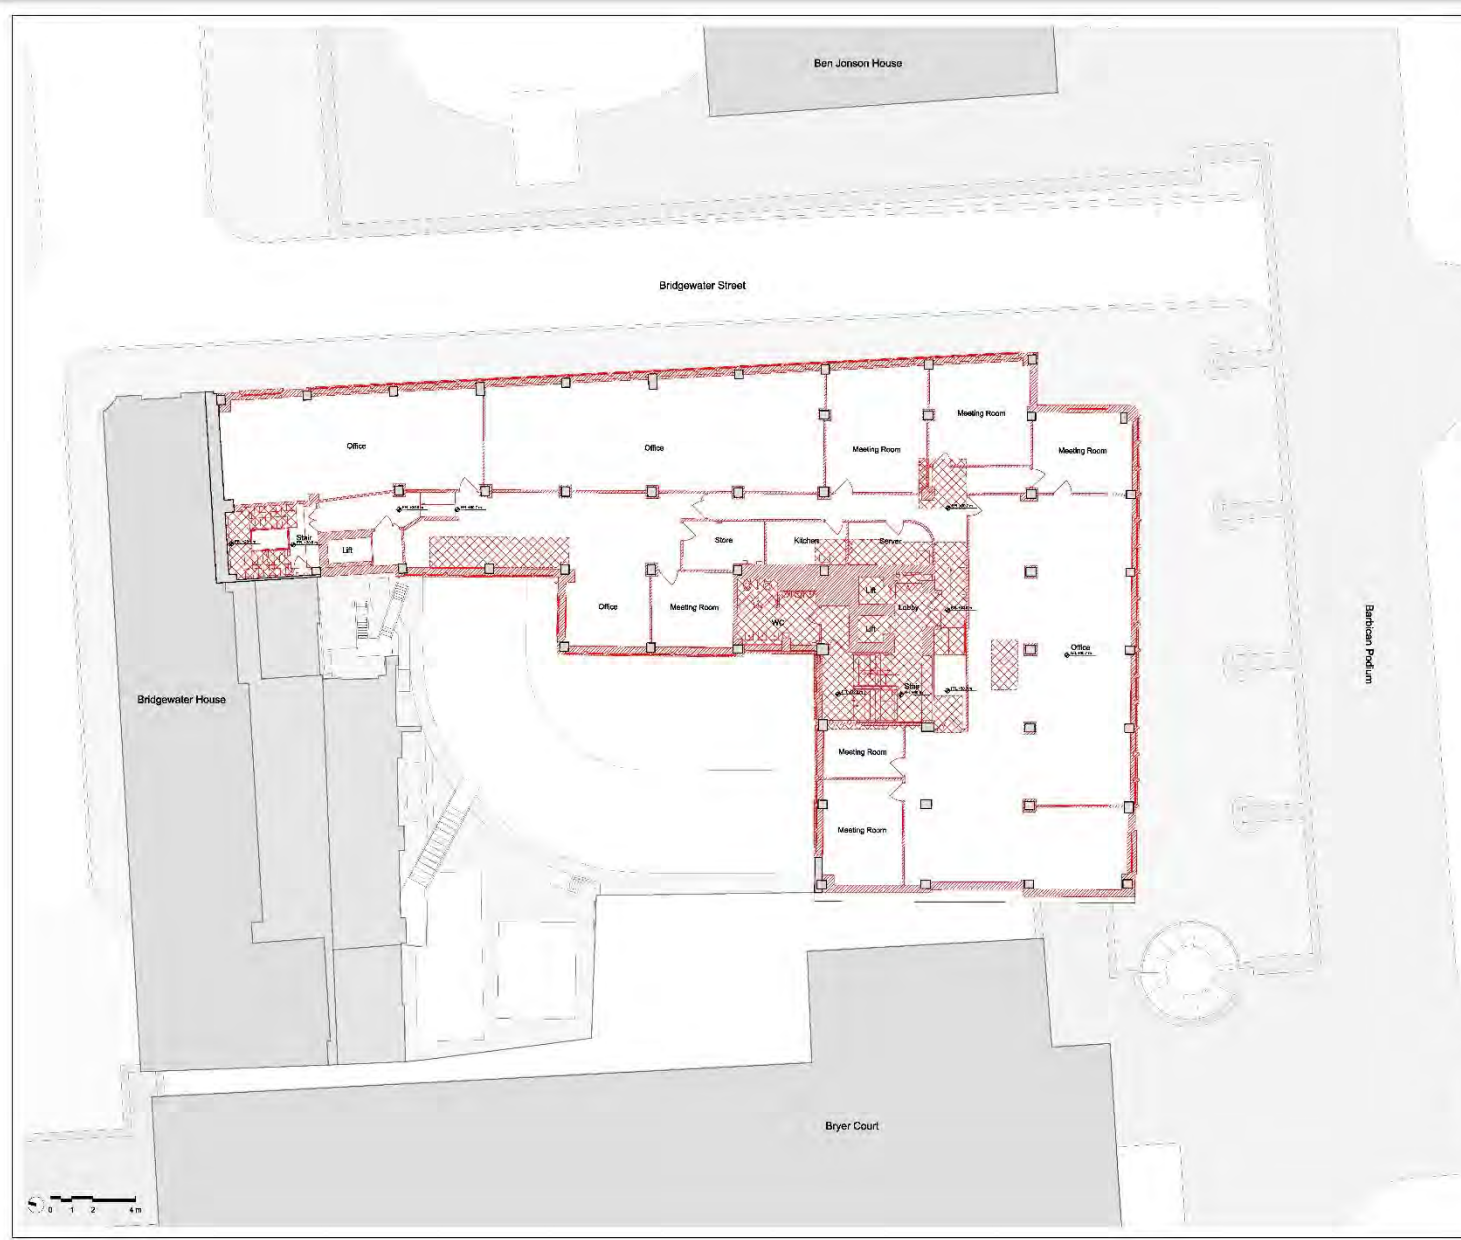 Ben Jonson House
Bridgewater Street
Meeting Room
Office
Office
Meeting Room
Meeting Room
Stair
Lift
Store
Kitchen
Server
Lift
Lobby
Office
Meeting Room
WC
Lift
Office
Barbican Podium
Stair
Bridgewater House
Meeting Room
Meeting Room
Bryer Court
0 1 2 4m